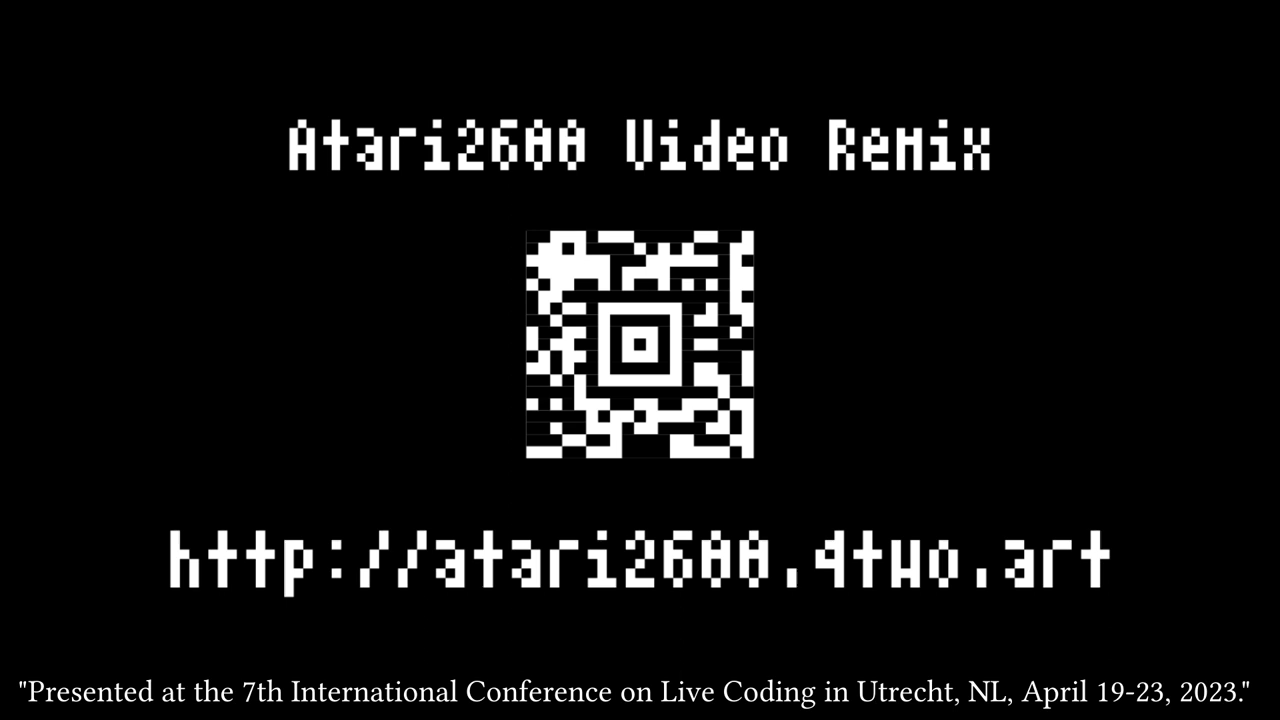 Atari2600 Video Remix
http://atari2600.4two.art
"Presented at the 7th International Conference on Live Coding in Utrecht, NL, April 19-23, 2023."